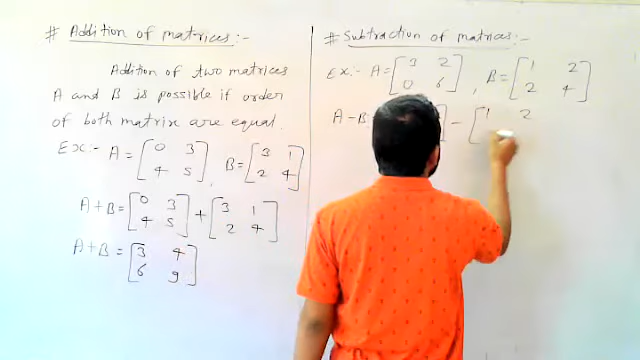 # Addition of matrices:-
Addition of two matrices
A and B is possible if order
of both matrix are equal.
Ex:- A = [0 3
4 5], B = [3 1
2 4]
A+B = [0 3
4 5] + [3 1
2 4]
A+B = [3 4
6 9]
# Subtraction of matrices:-
Ex:- A = [3 2
0 6], B = [1 2
2 4]
A-B = - [1 2